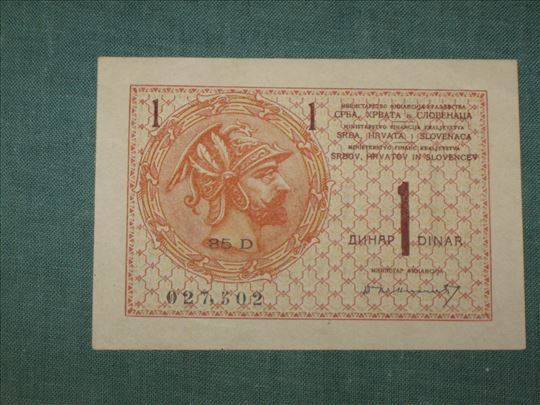 1
1
МИНИСТАРСТВО ФИНАНСИЈА КРАЉЕВСТВА
СРБА, ХРВАТА И СЛОВЕНАЦА
MINISTARSTVO FINANCIJA KRALJEVSTVA
SRBA, HRVATA I SLOVENACA
MINISTERSTVO FINANC KRALJESTVA
SRBOV, HRVATOV IN SLOVENCEV
85 D
ДИНАР 1 DINAR
МИНИСТАР ФИНАНСИЈА
027,502